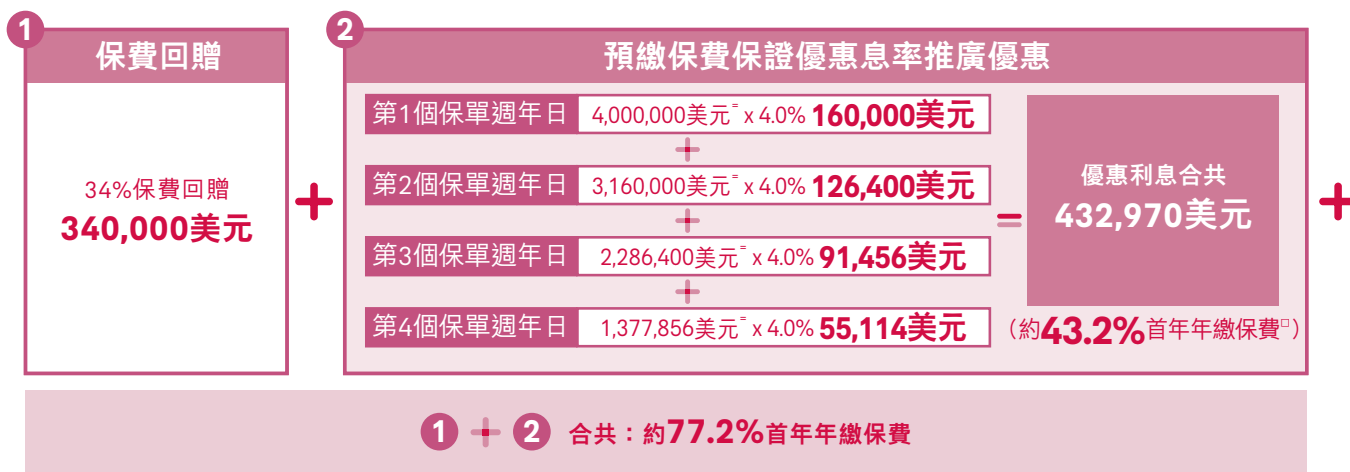 1
保費回贈
34%保費回贈
340,000美元
+
2
預繳保費保證優惠息率推廣優惠
第1個保單週年日 4,000,000美元⁼ x 4.0% 160,000美元
+
第2個保單週年日 3,160,000美元⁼ x 4.0% 126,400美元
+
第3個保單週年日 2,286,400美元⁼ x 4.0% 91,456美元
+
第4個保單週年日 1,377,856美元⁼ x 4.0% 55,114美元
=
優惠利息合共
432,970美元
(約43.2%首年年繳保費□)
+
1 + 2 合共：約77.2%首年年繳保費